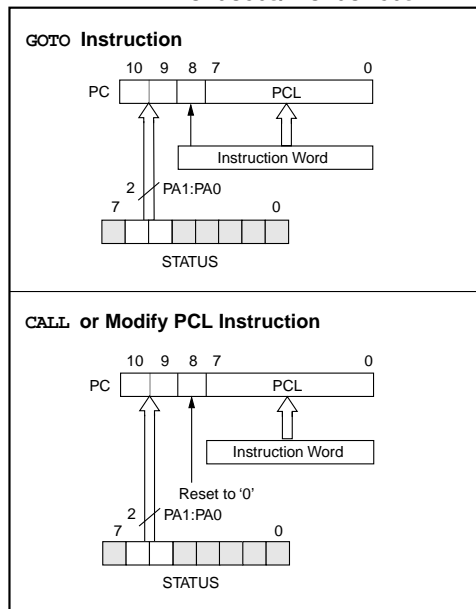 GOTO Instruction
10 9 8 7 0
PC PCL
Instruction Word
2 PA1:PA0
7 0
STATUS
CALL or Modify PCL Instruction
10 9 8 7 0
PC PCL
Instruction Word
Reset to ‘0’
2 PA1:PA0
7 0
STATUS